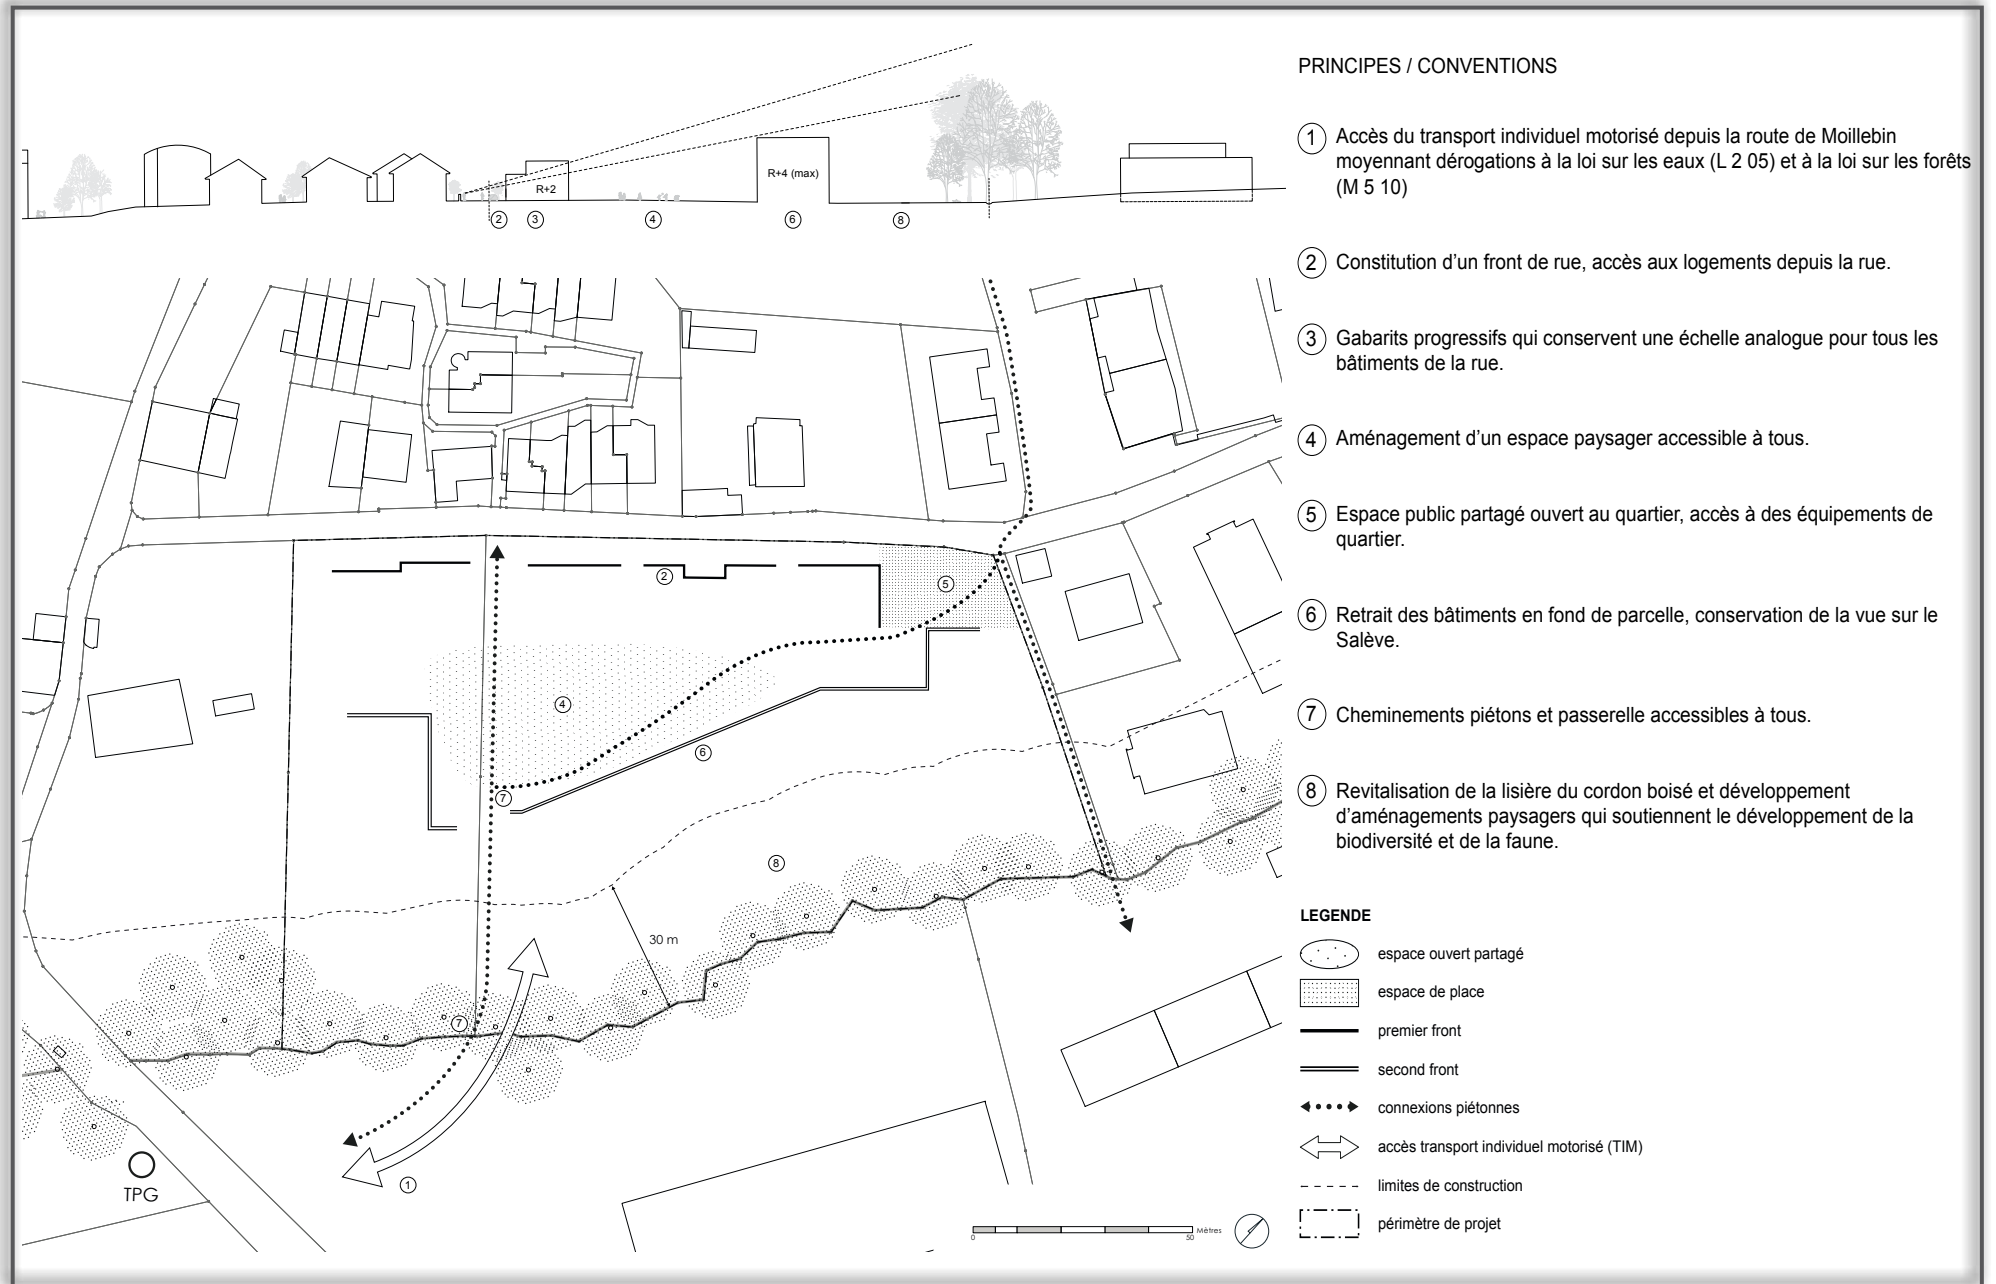 PRINCIPES / CONVENTIONS
1 Accès du transport individuel motorisé depuis la route de Moillebin
moyennant dérogations à la loi sur les eaux (L 2 05) et à la loi sur les forêts
(M 5 10)
2 Constitution d'un front de rue, accès aux logements depuis la rue.
3 Gabarits progressifs qui conservent une échelle analogue pour tous les
bâtiments de la rue.
4 Aménagement d'un espace paysager accessible à tous.
5 Espace public partagé ouvert au quartier, accès à des équipements de
quartier.
6 Retrait des bâtiments en fond de parcelle, conservation de la vue sur le
Salève.
7 Cheminements piétons et passerelle accessibles à tous.
8 Revitalisation de la lisière du cordon boisé et développement
d'aménagements paysagers qui soutiennent le développement de la
biodiversité et de la faune.
LEGENDE
espace ouvert partagé
espace de place
premier front
second front
connexions piétonnes
accès transport individuel motorisé (TIM)
limites de construction
périmètre de projet
R+2
R+4 (max)
2 3 4 6 8
2
5
4
6
7
8
30 m
7
1
TPG
0 50 Mètres